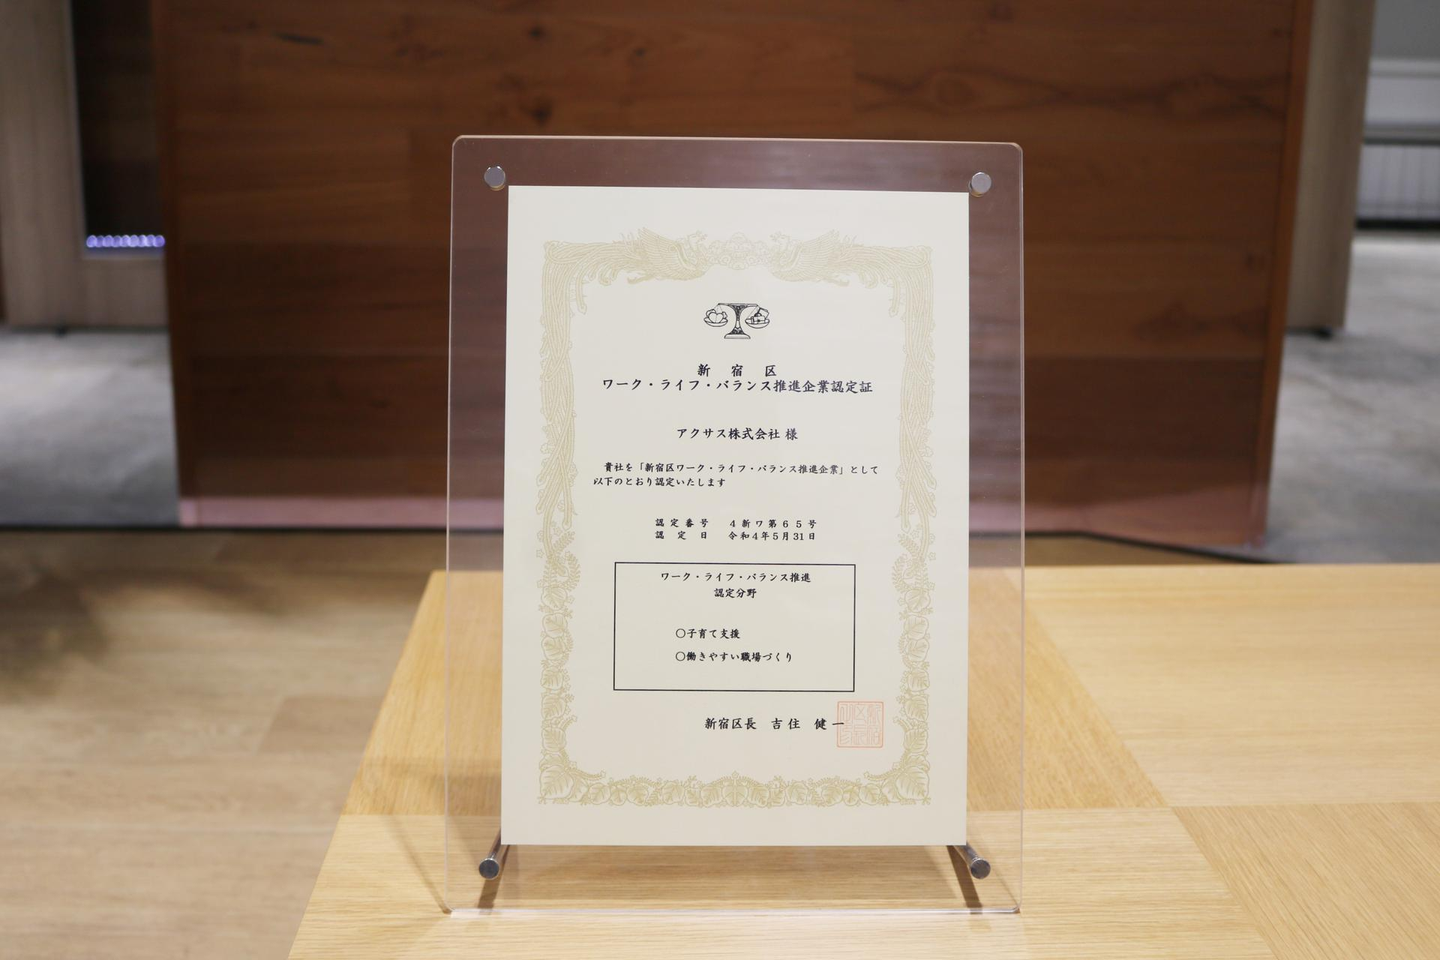 新宿区
ワーク・ライフ・バランス推進企業認定証
アクサス株式会社 様
貴社を「新宿区ワーク・ライフ・バランス推進企業」として
以下のとおり認定いたします
認定番号 4新ワ第65号
認定日 令和4年5月31日
ワーク・ライフ・バランス推進
認定分野
○子育て支援
○働きやすい職場づくり
新宿区長 吉住 健一